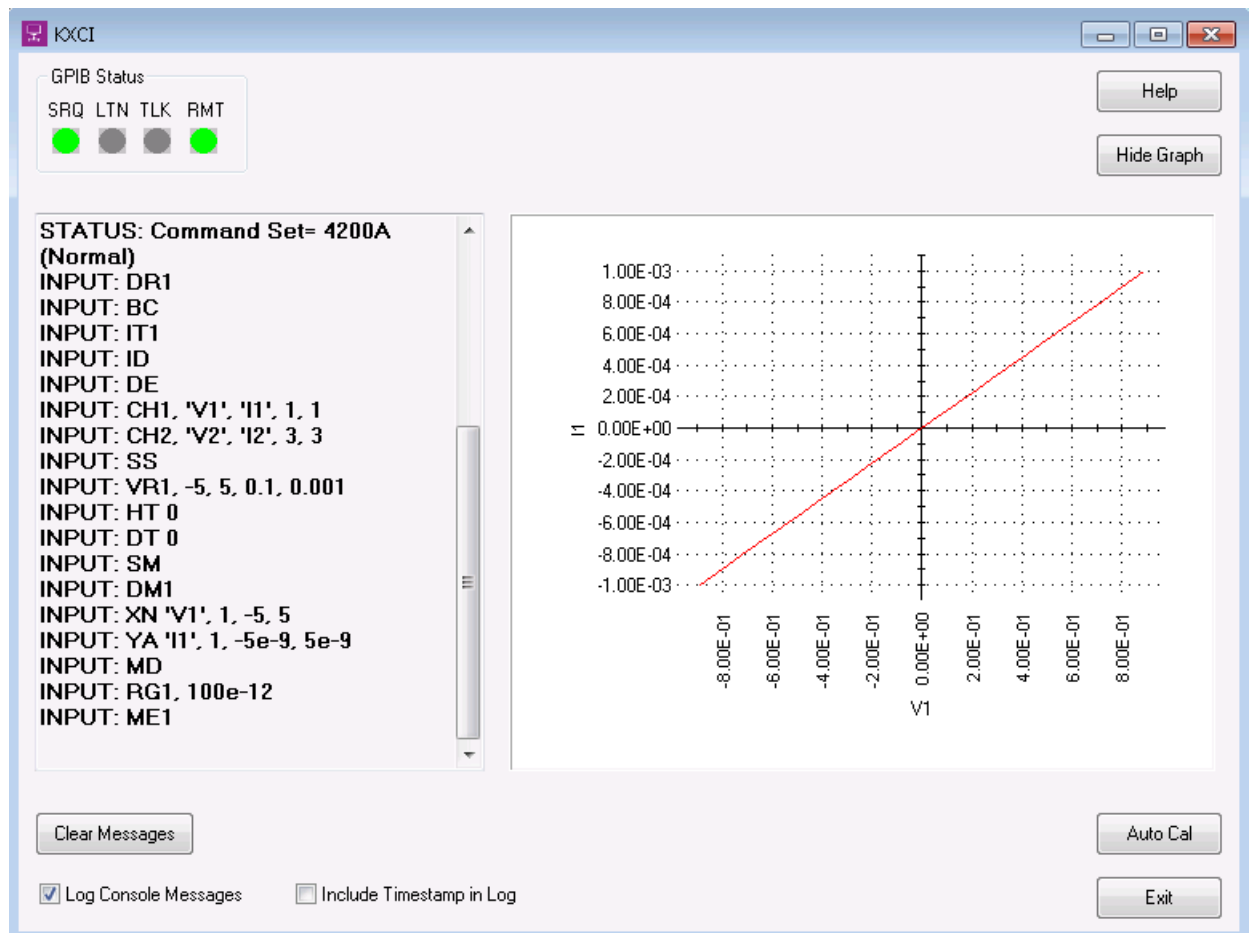 KXCI
GPIB Status
SRQ LTN TLK RMT
Help
Hide Graph
STATUS: Command Set= 4200A
(Normal)
INPUT: DR1
INPUT: BC
INPUT: IT1
INPUT: ID
INPUT: DE
INPUT: CH1, 'V1', 'I1', 1, 1
INPUT: CH2, 'V2', 'I2', 3, 3
INPUT: SS
INPUT: VR1, -5, 5, 0.1, 0.001
INPUT: HT 0
INPUT: DT 0
INPUT: SM
INPUT: DM1
INPUT: XN 'V1', 1, -5, 5
INPUT: YA 'I1', 1, -5e-9, 5e-9
INPUT: MD
INPUT: RG1, 100e-12
INPUT: ME1
1.00E-03
8.00E-04
6.00E-04
4.00E-04
2.00E-04
I1
0.00E+00
-2.00E-04
-4.00E-04
-6.00E-04
-8.00E-04
-1.00E-03
-8.00E-01
-6.00E-01
-4.00E-01
-2.00E-01
0.00E+00
2.00E-01
4.00E-01
6.00E-01
8.00E-01
V1
Clear Messages
Auto Cal
Log Console Messages
Include Timestamp in Log
Exit